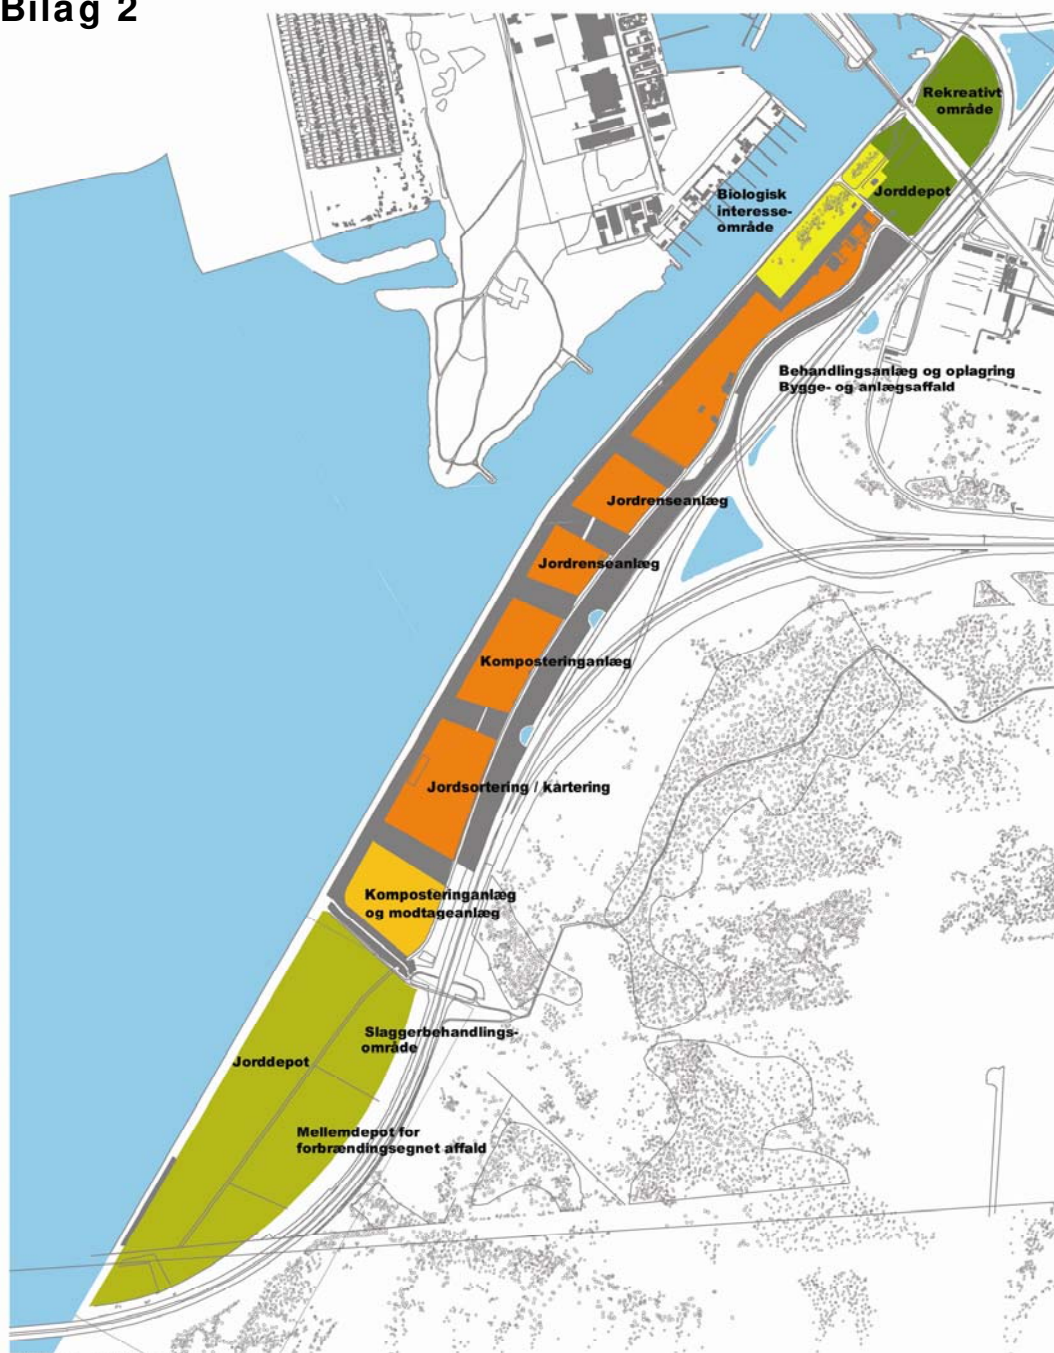 Bilag 2
Rekreativt
område
Jorddepot
Biologisk
interesse-
område
Behandlingsanlæg og oplagring
Bygge- og anlægsaffald
Jordrenseanlæg
Jordrenseanlæg
Komposteringanlæg
Jordsortering / kartering
Komposteringanlæg
og modtageanlæg
Slaggerbehandlings-
område
Jorddepot
Mellemdepot for
forbrændingsegnet affald